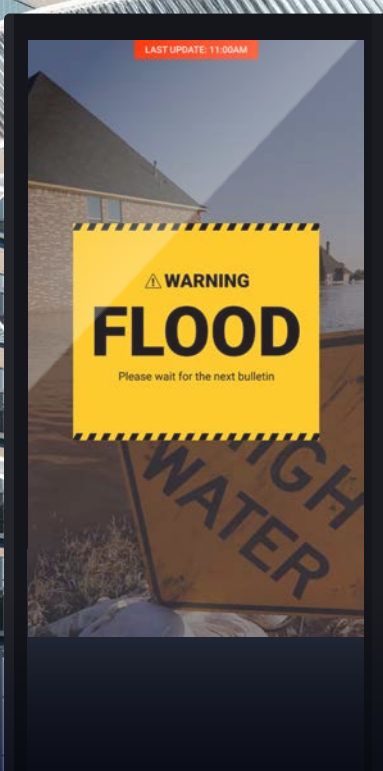 LAST UPDATE: 11:00AM
⚠ WARNING
FLOOD
Please wait for the next bulletin
HIGH
WATER